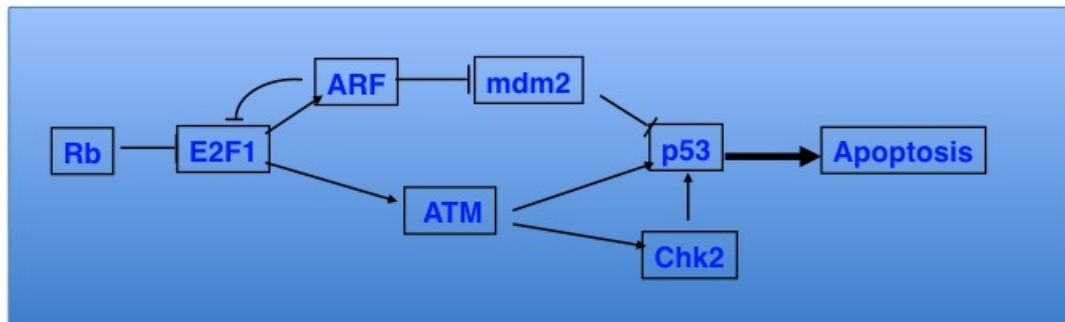 ARF
mdm2
Rb
E2F1
p53
Apoptosis
ATM
Chk2